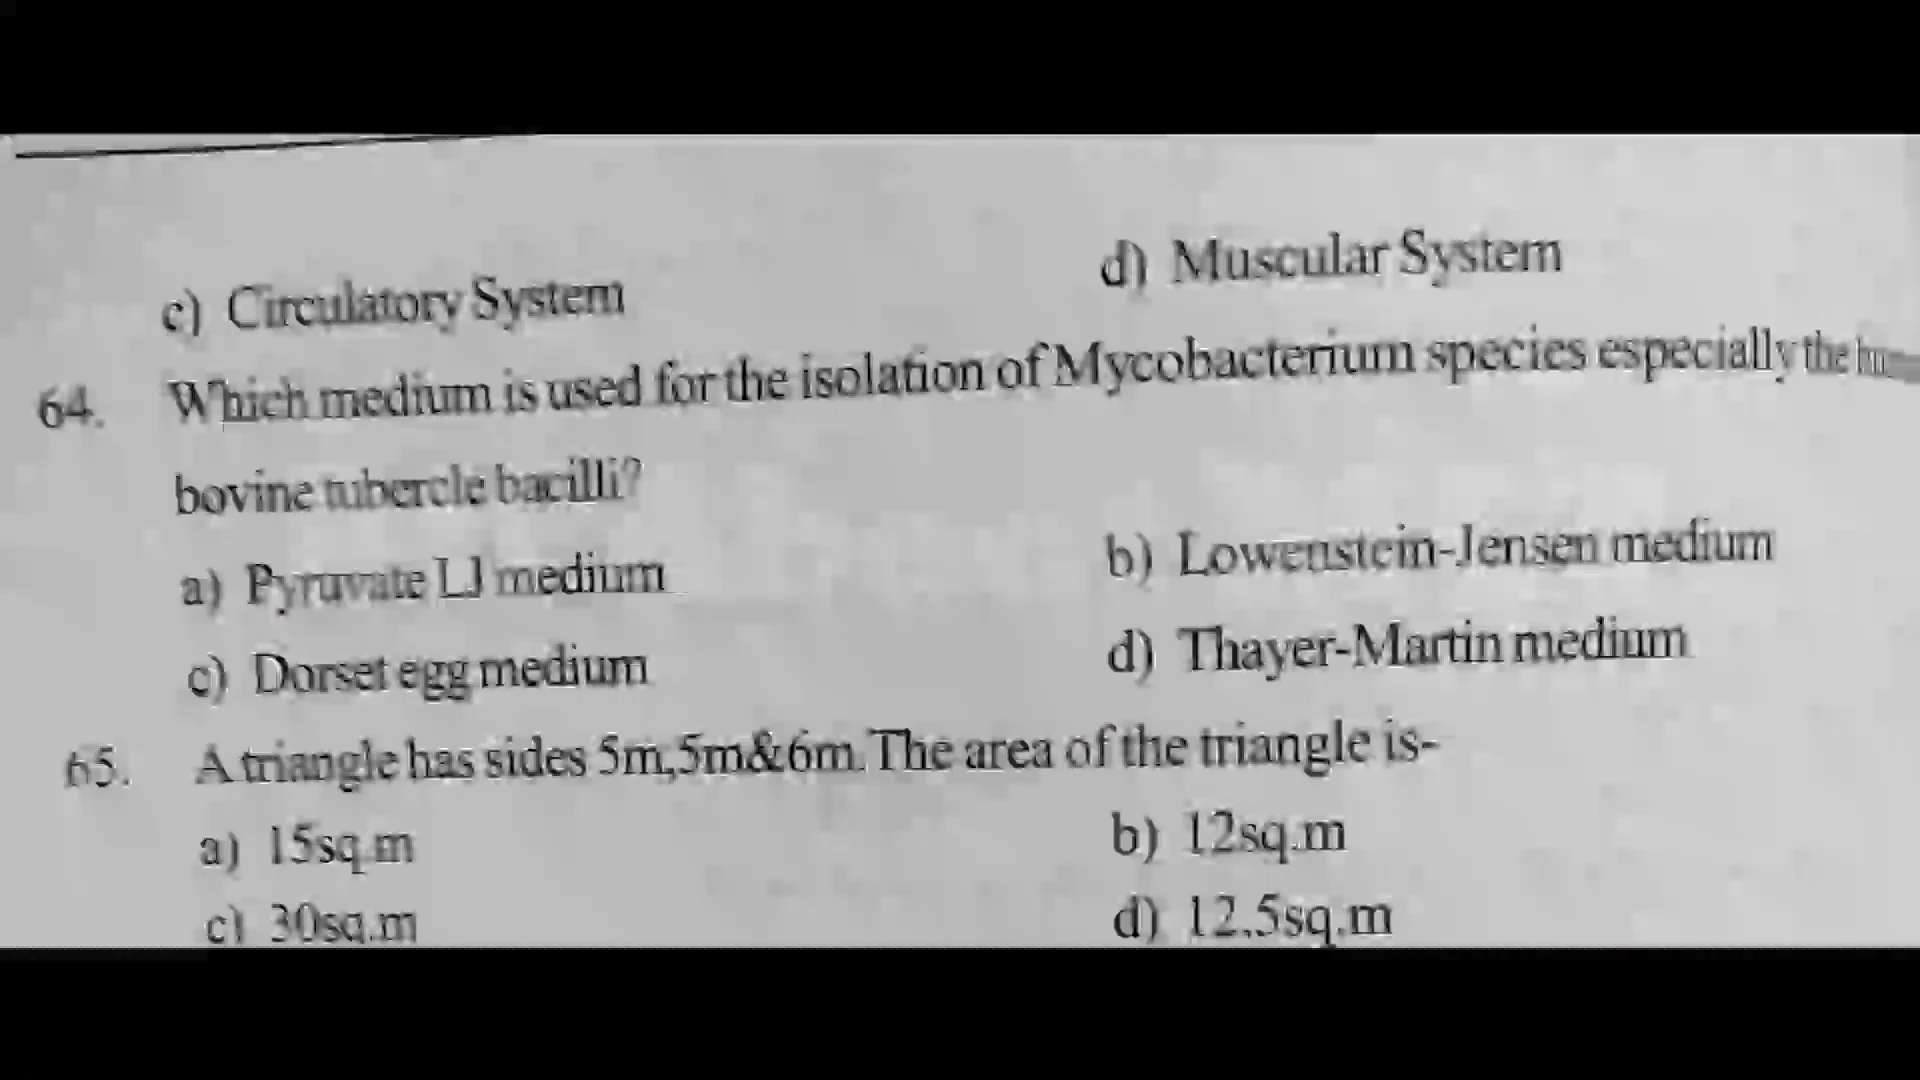 c) Circulatory System d) Muscular System
64. Which medium is used for the isolation of Mycobacterium species especially the
bovine tubercle bacilli?
a) Pyruvate LJ medium b) Lowenstein-Jensen medium
c) Dorset egg medium d) Thayer-Martin medium
65. A triangle has sides 5m,5m&6m. The area of the triangle is-
a) 15sq.m b) 12sq.m
c) 30sq.m d) 12.5sq.m